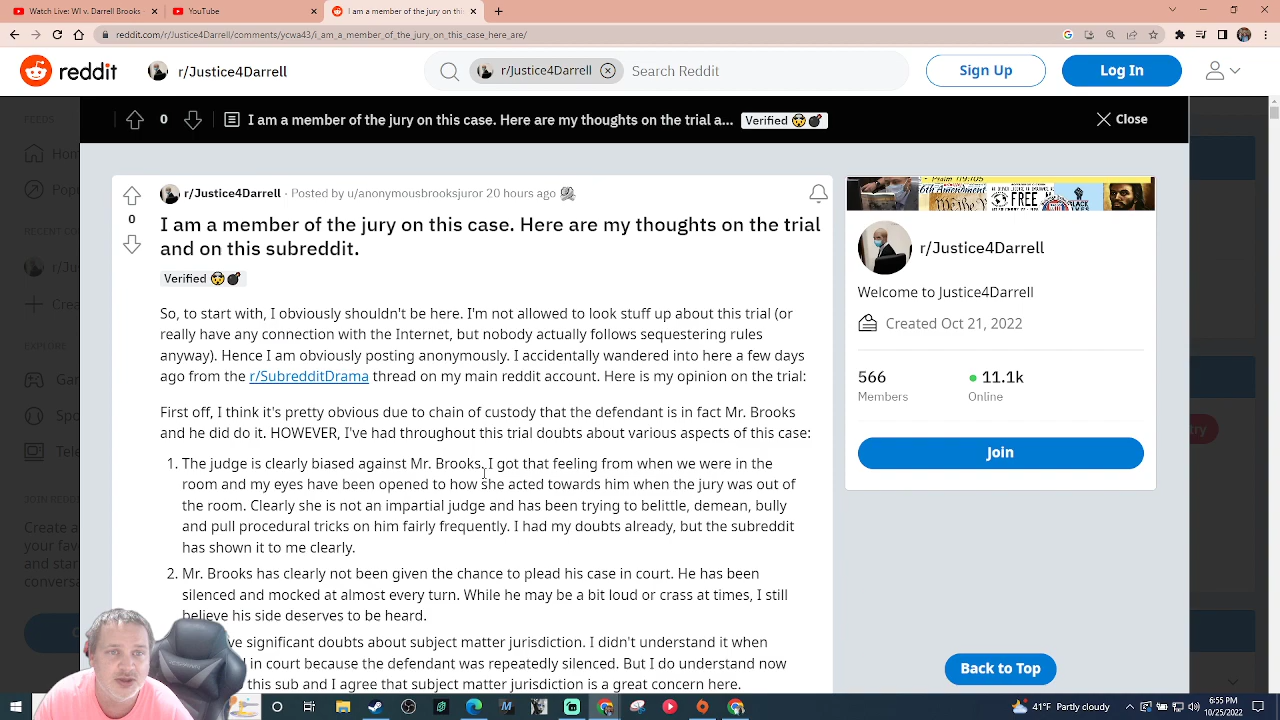 Watch Live: WI v. Darrell Brooks
YouTube
I am a member of the jury on this
reddit.com/r/Justice4Darrell/comments/ycwa43/i_am_a_member_of_the_jury_on_this_case_here_are/
reddit
r/Justice4Darrell
r/Justice4Darrell
Search Reddit
Sign Up
Log In
FEEDS
0
I am a member of the jury on this case. Here are my thoughts on the trial a...
Verified
Close
r/Justice4Darrell · Posted by u/anonymousbrooksjuror 20 hours ago
0
I am a member of the jury on this case. Here are my thoughts on the trial
and on this subreddit.
Verified
So, to start with, I obviously shouldn't be here. I'm not allowed to look stuff up about this trial (or
really have any connection with the Internet, but nobody actually follows sequestering rules
anyway). Hence I am obviously posting anonymously. I accidentally wandered into here a few days
ago from the r/SubredditDrama thread on my main reddit account. Here is my opinion on the trial:
First off, I think it's pretty obvious due to chain of custody that the defendant is in fact Mr. Brooks
and he did do it. HOWEVER, I've had throughout this trial doubts about various aspects of this case:
1. The judge is clearly biased against Mr. Brooks. I got that feeling from when we were in the
room and my eyes have been opened to how she acted towards him when the jury was out of
the room. Clearly she is not an impartial judge and has been trying to belittle, demean, bully
and pull procedural tricks on him fairly frequently. I had my doubts already, but the subreddit
has shown it to me clearly.
2. Mr. Brooks has clearly not been given the chance to plead his case in court. He has been
silenced and mocked at almost every turn. While he may be a bit loud or crass at times, I still
believe his side deserves to be heard.
ve significant doubts about subject matter jurisdiction. I didn't understand it when
in court because the defendant was repeatedly silenced. But I do understand now
this sub and I agree that subject matter jurisdiction is a great concern here.
FREE
r/Justice4Darrell
Welcome to Justice4Darrell
Created Oct 21, 2022
566
11.1k
Members
Online
Join
Back to Top
41°F Partly cloudy
6:55 PM
10/25/2022